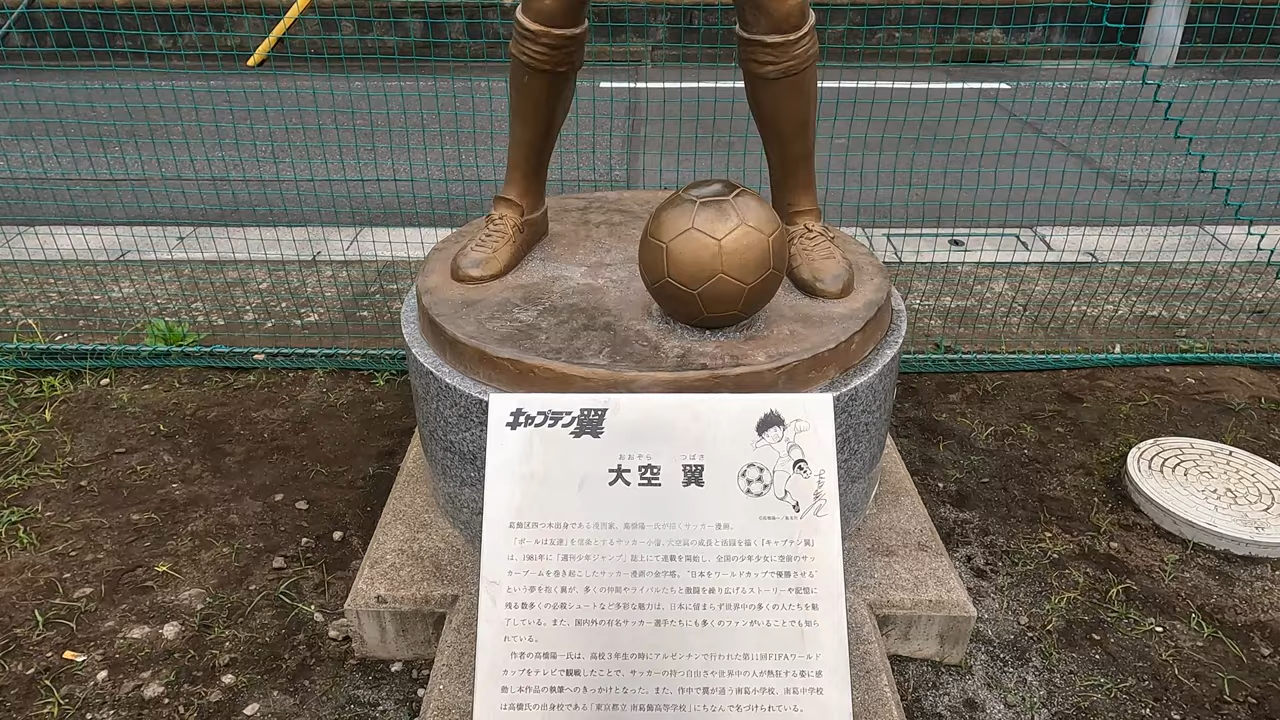 キャプテン翼
おおぞら つばさ
大空 翼
©高橋陽一／集英社
葛飾区四つ木出身である漫画家、高橋陽一氏が描くサッカー漫画。
「ボールは友達」を信条とするサッカー小僧、大空翼の成長と活躍を描く『キャプテン翼』
は、1981年に『週刊少年ジャンプ』誌上にて連載を開始し、全国の少年少女に空前のサッ
カーブームを巻き起こしたサッカー漫画の金字塔。“日本をワールドカップで優勝させる”
という夢を抱く翼が、多くの仲間やライバルたちと激闘を繰り広げるストーリーや記憶に
残る数多くの必殺シュートなど多彩な魅力は、日本に留まらず世界中の多くの人たちを魅
了している。また、国内外の有名サッカー選手たちにも多くのファンがいることでも知ら
れている。
作者の高橋陽一氏は、高校３年生の時にアルゼンチンで行われた第11回FIFAワールド
カップをテレビで観戦したことで、サッカーの持つ自由さや世界中の人が熱狂する姿に感
動し本作品の執筆へのきっかけとなった。また、作中で翼が通う南葛小学校、南葛中学校
は高橋氏の出身校である「東京都立 南葛飾高等学校」にちなんで名づけられている。